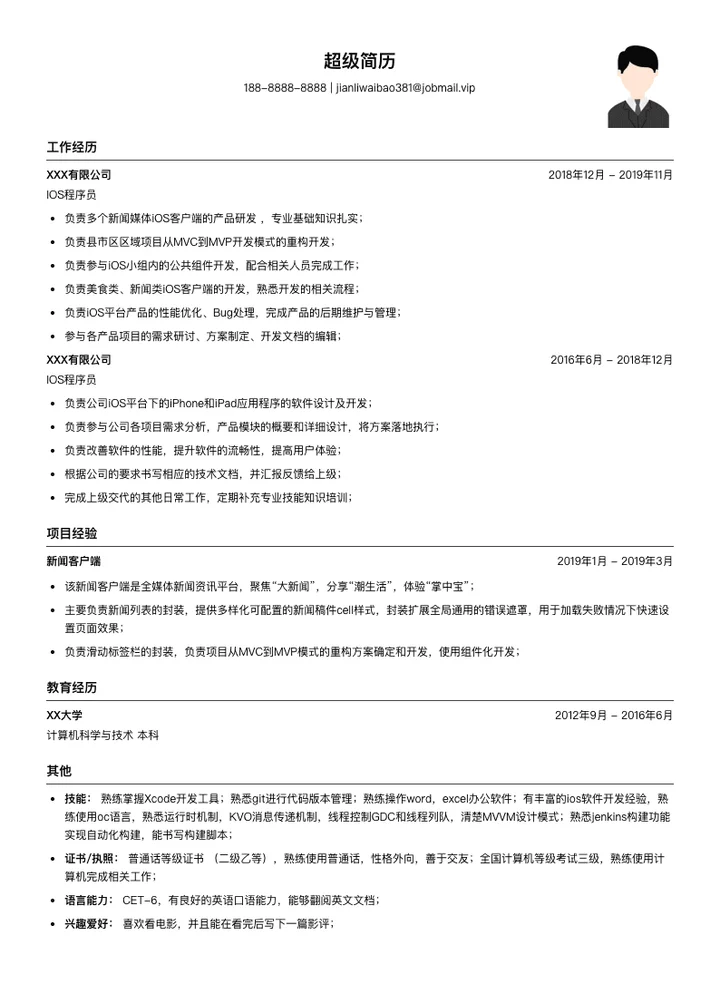 超级简历
188-8888-8888 | jianliwaibao381@jobmail.vip
工作经历
XXX有限公司 2018年12月 – 2019年11月
IOS程序员
• 负责多个新闻媒体iOS客户端的产品研发 ，专业基础知识扎实；
• 负责县市区区域项目从MVC到MVP开发模式的重构开发；
• 负责参与iOS小组内的公共组件开发，配合相关人员完成工作；
• 负责美食类、新闻类iOS客户端的开发，熟悉开发的相关流程；
• 负责iOS平台产品的性能优化、Bug处理，完成产品的后期维护与管理；
• 参与各产品项目的需求研讨、方案制定、开发文档的编辑；
XXX有限公司 2016年6月 – 2018年12月
IOS程序员
• 负责公司iOS平台下的iPhone和iPad应用程序的软件设计及开发；
• 负责参与公司各项目需求分析，产品模块的概要和详细设计，将方案落地执行；
• 负责改善软件的性能，提升软件的流畅性，提高用户体验；
• 根据公司的要求书写相应的技术文档，并汇报反馈给上级；
• 完成上级交代的其他日常工作，定期补充专业技能知识培训；
项目经验
新闻客户端 2019年1月 – 2019年3月
• 该新闻客户端是全媒体新闻资讯平台，聚焦“大新闻”，分享“潮生活”，体验“掌中宝”；
• 主要负责新闻列表的封装，提供多样化可配置的新闻稿件cell样式，封装扩展全局通用的错误遮罩，用于加载失败情况下快速设
置页面效果；
• 负责滑动标签栏的封装，负责项目从MVC到MVP模式的重构方案确定和开发，使用组件化开发；
教育经历
XX大学 2012年9月 – 2016年6月
计算机科学与技术 本科
其他
• 技能： 熟练掌握Xcode开发工具；熟悉git进行代码版本管理；熟练操作word，excel办公软件；有丰富的ios软件开发经验，熟
练使用oc语言，熟悉运行时机制，KVO消息传递机制，线程控制GDC和线程列队，清楚MVVM设计模式；熟悉jenkins构建功能
实现自动化构建，能书写构建脚本；
• 证书/执照： 普通话等级证书 （二级乙等），熟练使用普通话，性格外向，善于交友；全国计算机等级考试三级，熟练使用计
算机完成相关工作；
• 语言能力： CET-6，有良好的英语口语能力，能够翻阅英文文档；
• 兴趣爱好： 喜欢看电影，并且能在看完后写下一篇影评；